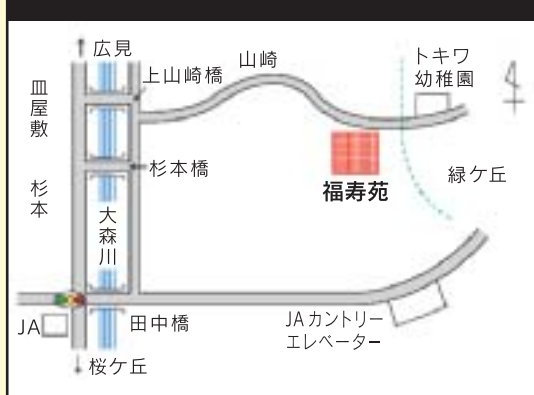 広見
上山崎橋
山崎
トキワ
幼稚園
皿屋敷
杉本橋
福寿苑
緑ケ丘
杉本
大森川
JA
田中橋
JAカントリー
エレベーター
桜ケ丘